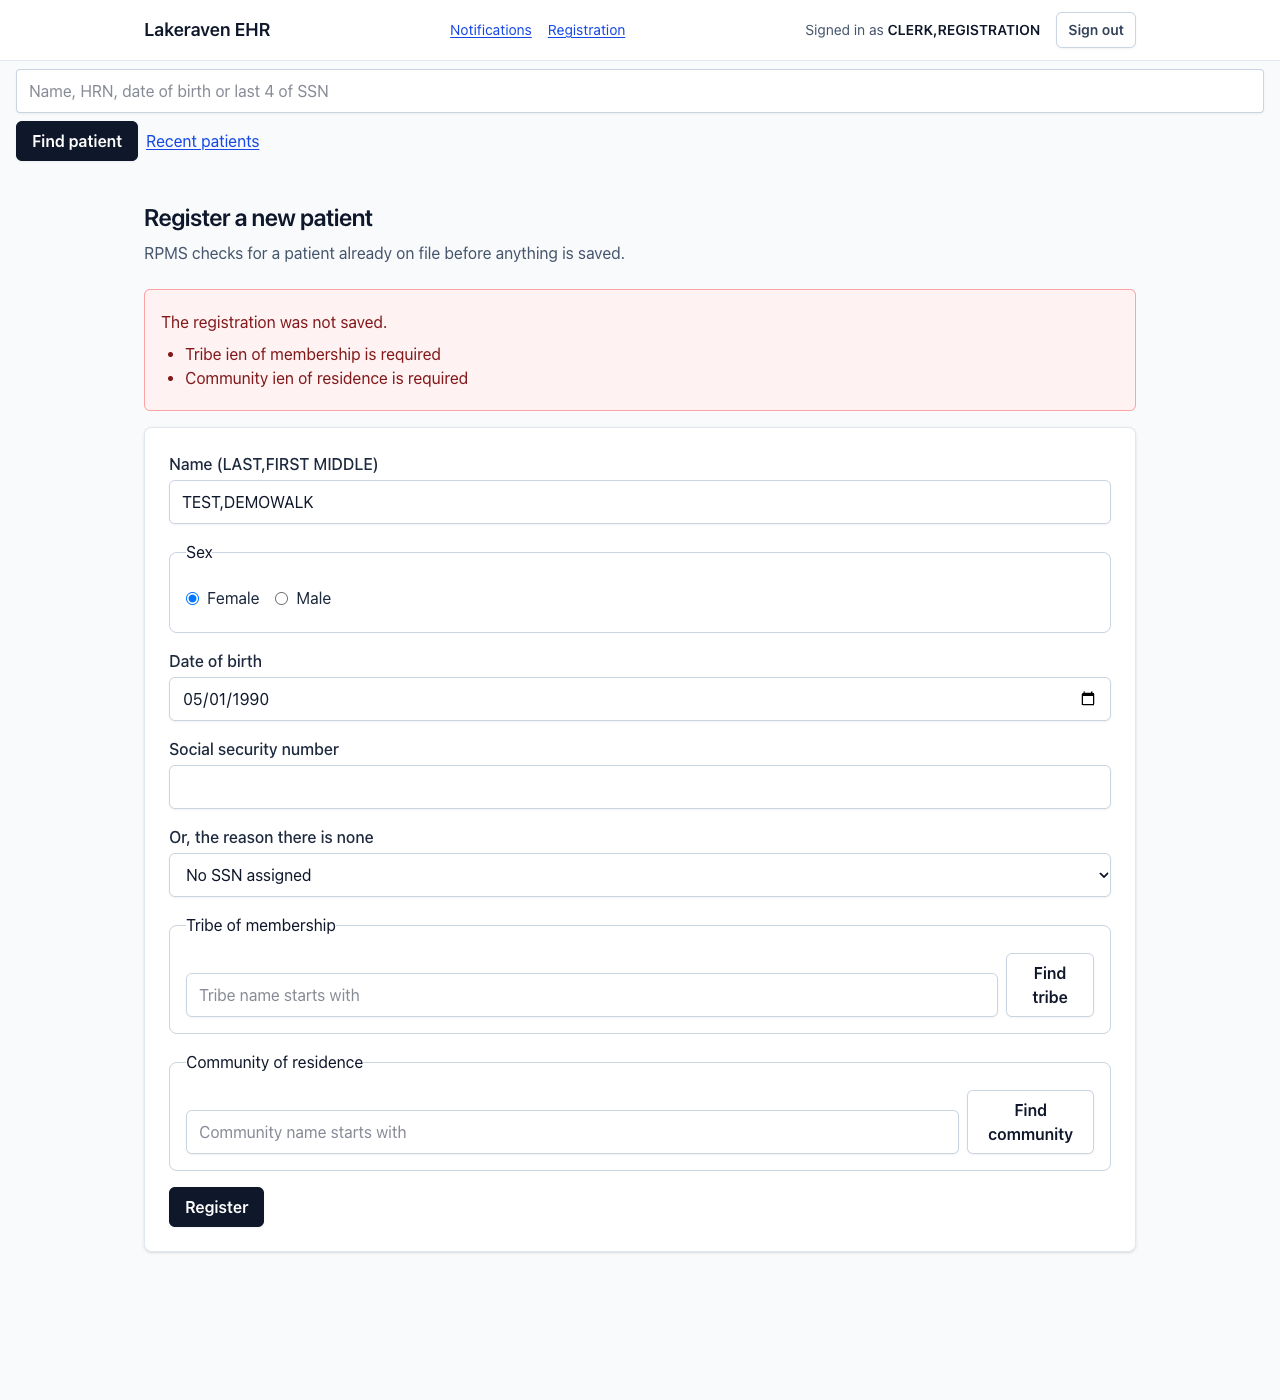 Lakeraven EHR
Notifications Registration
Signed in as CLERK,REGISTRATION
Sign out
Name, HRN, date of birth or last 4 of SSN
Find patient Recent patients
Register a new patient
RPMS checks for a patient already on file before anything is saved.
The registration was not saved.
• Tribe ien of membership is required
• Community ien of residence is required
Name (LAST,FIRST MIDDLE)
TEST,DEMOWALK
Sex
Female Male
Date of birth
05/01/1990
Social security number
Or, the reason there is none
No SSN assigned
Tribe of membership
Tribe name starts with
Find
tribe
Community of residence
Community name starts with
Find
community
Register